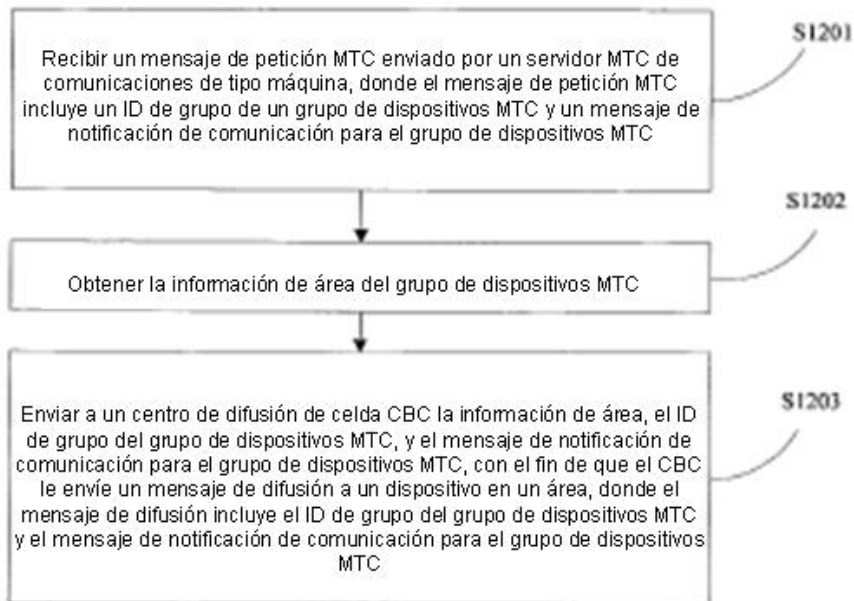 S1201
Recibir un mensaje de petición MTC enviado por un servidor MTC de
comunicaciones de tipo máquina, donde el mensaje de petición MTC
incluye un ID de grupo de un grupo de dispositivos MTC y un mensaje de
notificación de comunicación para el grupo de dispositivos MTC
S1202
Obtener la información de área del grupo de dispositivos MTC
S1203
Enviar a un centro de difusión de celda CBC la información de área, el ID
de grupo del grupo de dispositivos MTC, y el mensaje de notificación de
comunicación para el grupo de dispositivos MTC, con el fin de que el CBC
le envíe un mensaje de difusión a un dispositivo en un área, donde el
mensaje de difusión incluye el ID de grupo del grupo de dispositivos MTC
y el mensaje de notificación de comunicación para el grupo de dispositivos
MTC